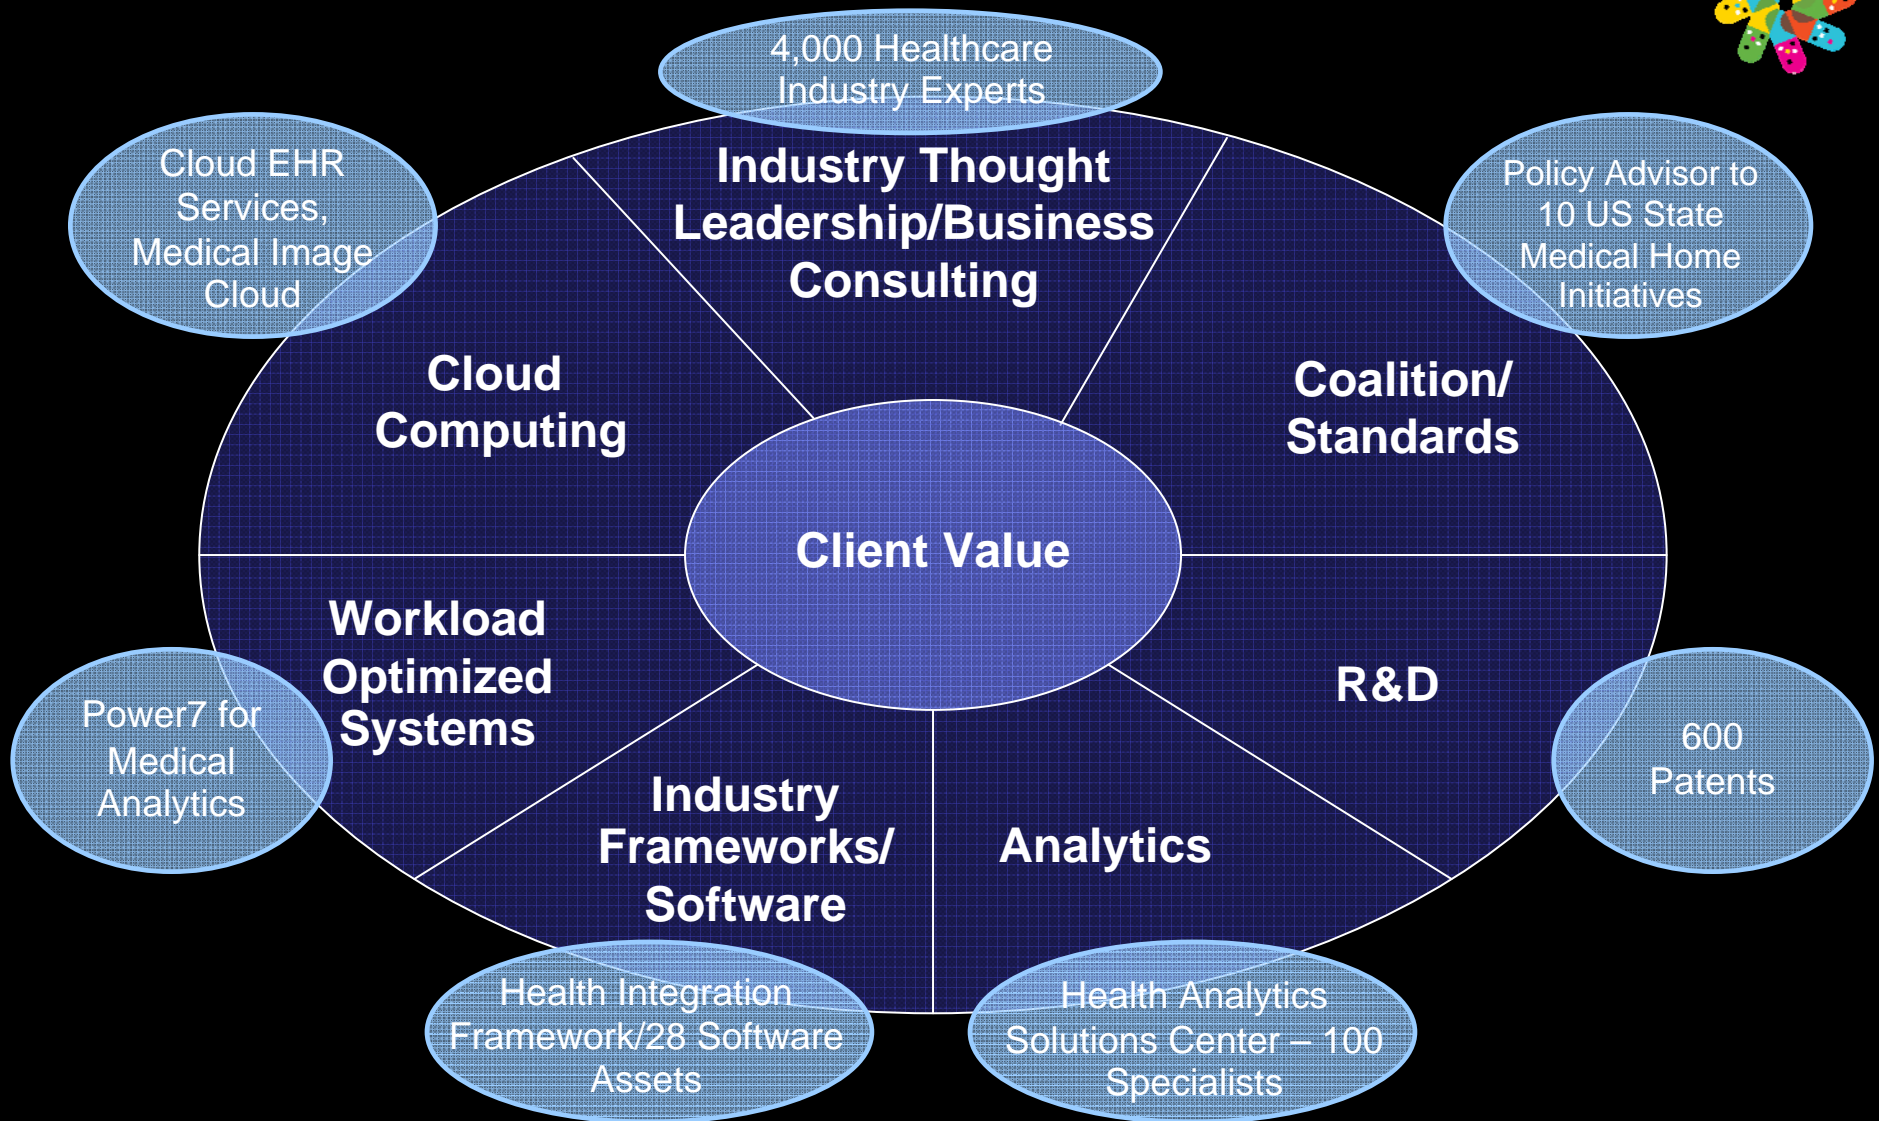 4,000 Healthcare
Industry Experts
Cloud EHR
Services,
Medical Image
Cloud
Industry Thought
Leadership/Business
Consulting
Policy Advisor to
10 US State
Medical Home
Initiatives
Cloud
Computing
Coalition/
Standards
Client Value
Workload
Optimized
Systems
R&D
Power7 for
Medical
Analytics
600
Patents
Industry
Frameworks/
Software
Analytics
Health Integration
Framework/28 Software
Assets
Health Analytics
Solutions Center – 100
Specialists